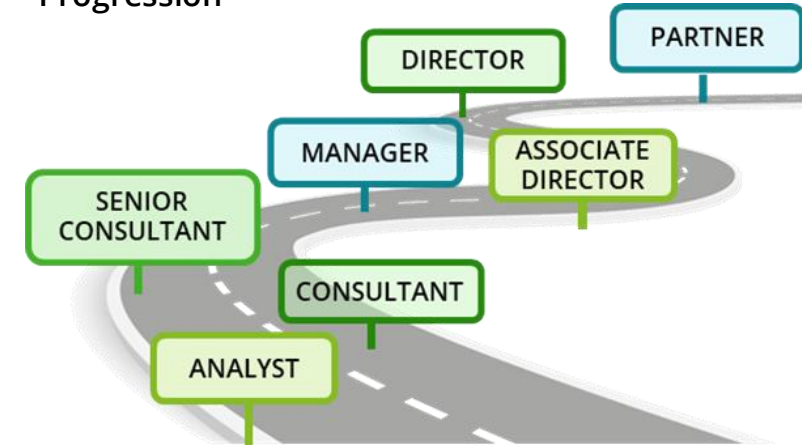 Progression
DIRECTOR
PARTNER
MANAGER
ASSOCIATE
DIRECTOR
SENIOR
CONSULTANT
CONSULTANT
ANALYST